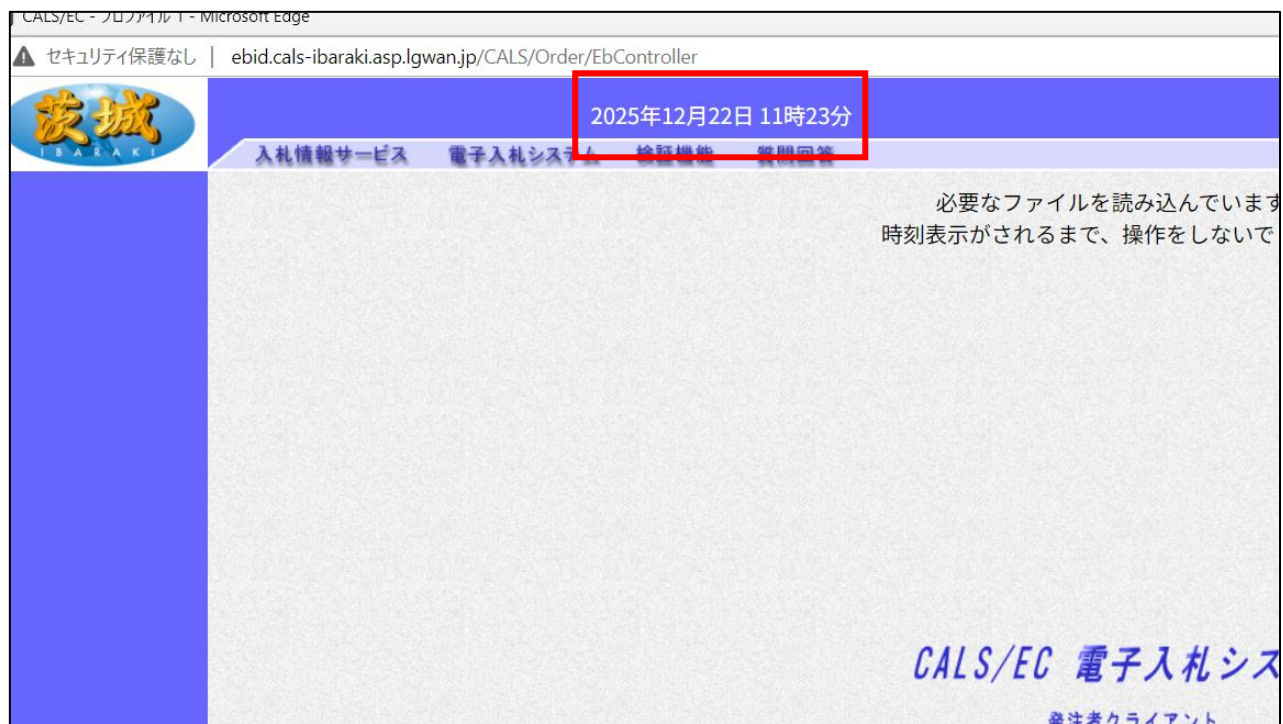 CALS/EC - プロファイル 1 - Microsoft Edge
セキュリティ保護なし | ebid.cals-ibaraki.asp.lgwan.jp/CALS/Order/EbController
茨城
IBARAKI
2025年12月22日 11時23分
入札情報サービス 電子入札システム 検証機能 質問回答
必要なファイルを読み込んでいます
時刻表示がされるまで、操作をしないで
CALS/EC 電子入札シス
発注者クライアント